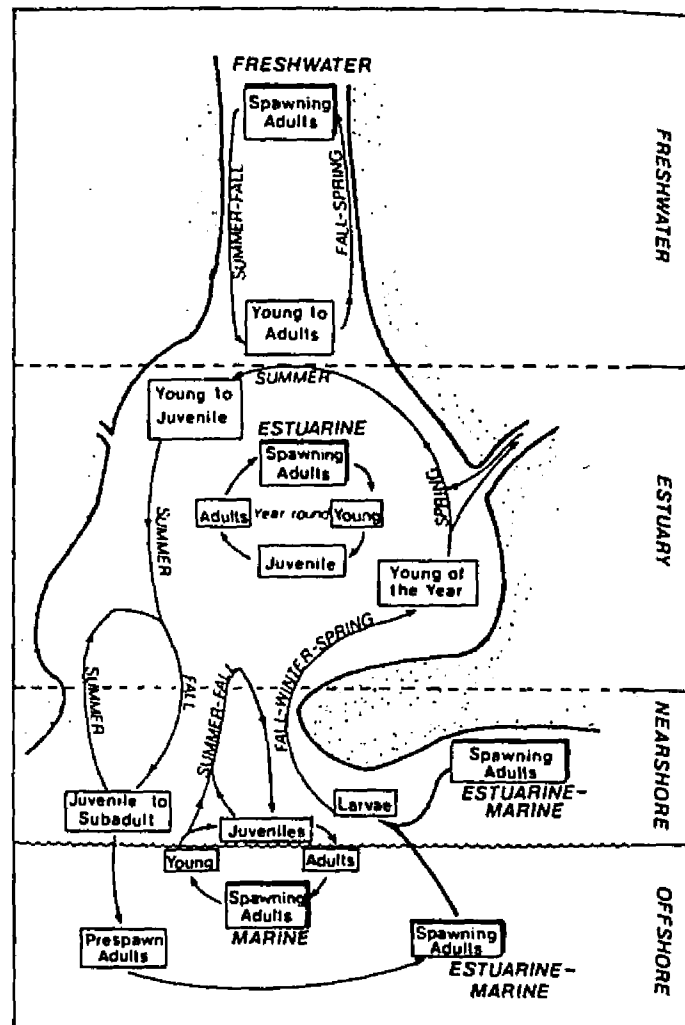 FRESHWATER
Spawning
Adults
SUMMER-FALL
FALL-SPRING
FRESHWATER
Young to
Adults
SUMMER
Young to
Juvenile
ESTUARINE
Spawning
Adults
Adults
Year round
Young
Juvenile
SPRING
ESTUARY
SUMMER
Young of
the Year
SUMMER
FALL
SUMMER-FALL
FALL-WINTER-SPRING
NEARSHORE
Spawning
Adults
ESTUARINE-
MARINE
Juvenile to
Subadult
Larvae
Juveniles
Young
Adults
Spawning
Adults
MARINE
Prespawn
Adults
Spawning
Adults
ESTUARINE-
MARINE
OFFSHORE